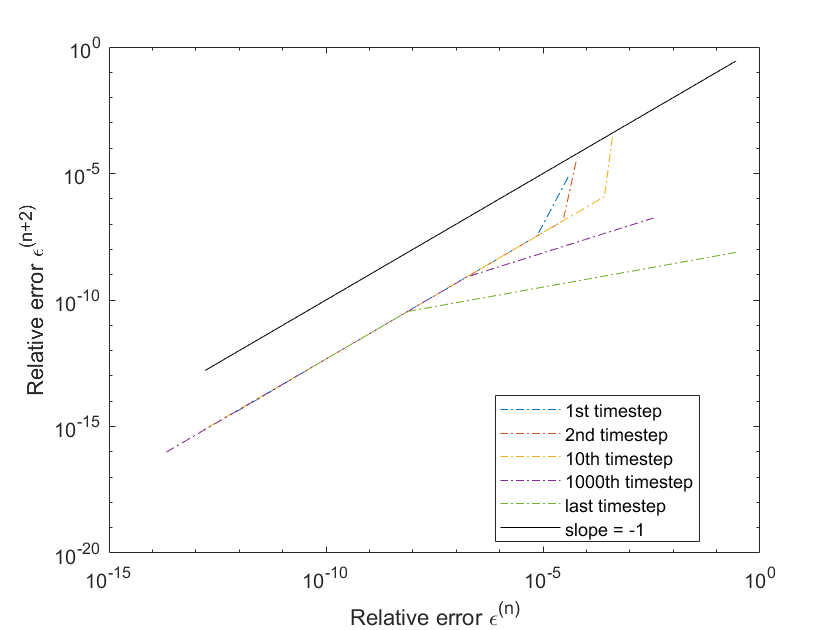 10^0
10^-5
10^-10
10^-15
10^-20
Relative error ϵ^(n+2)
1st timestep
2nd timestep
10th timestep
1000th timestep
last timestep
slope = -1
10^-15
10^-10
10^-5
10^0
Relative error ϵ^(n)